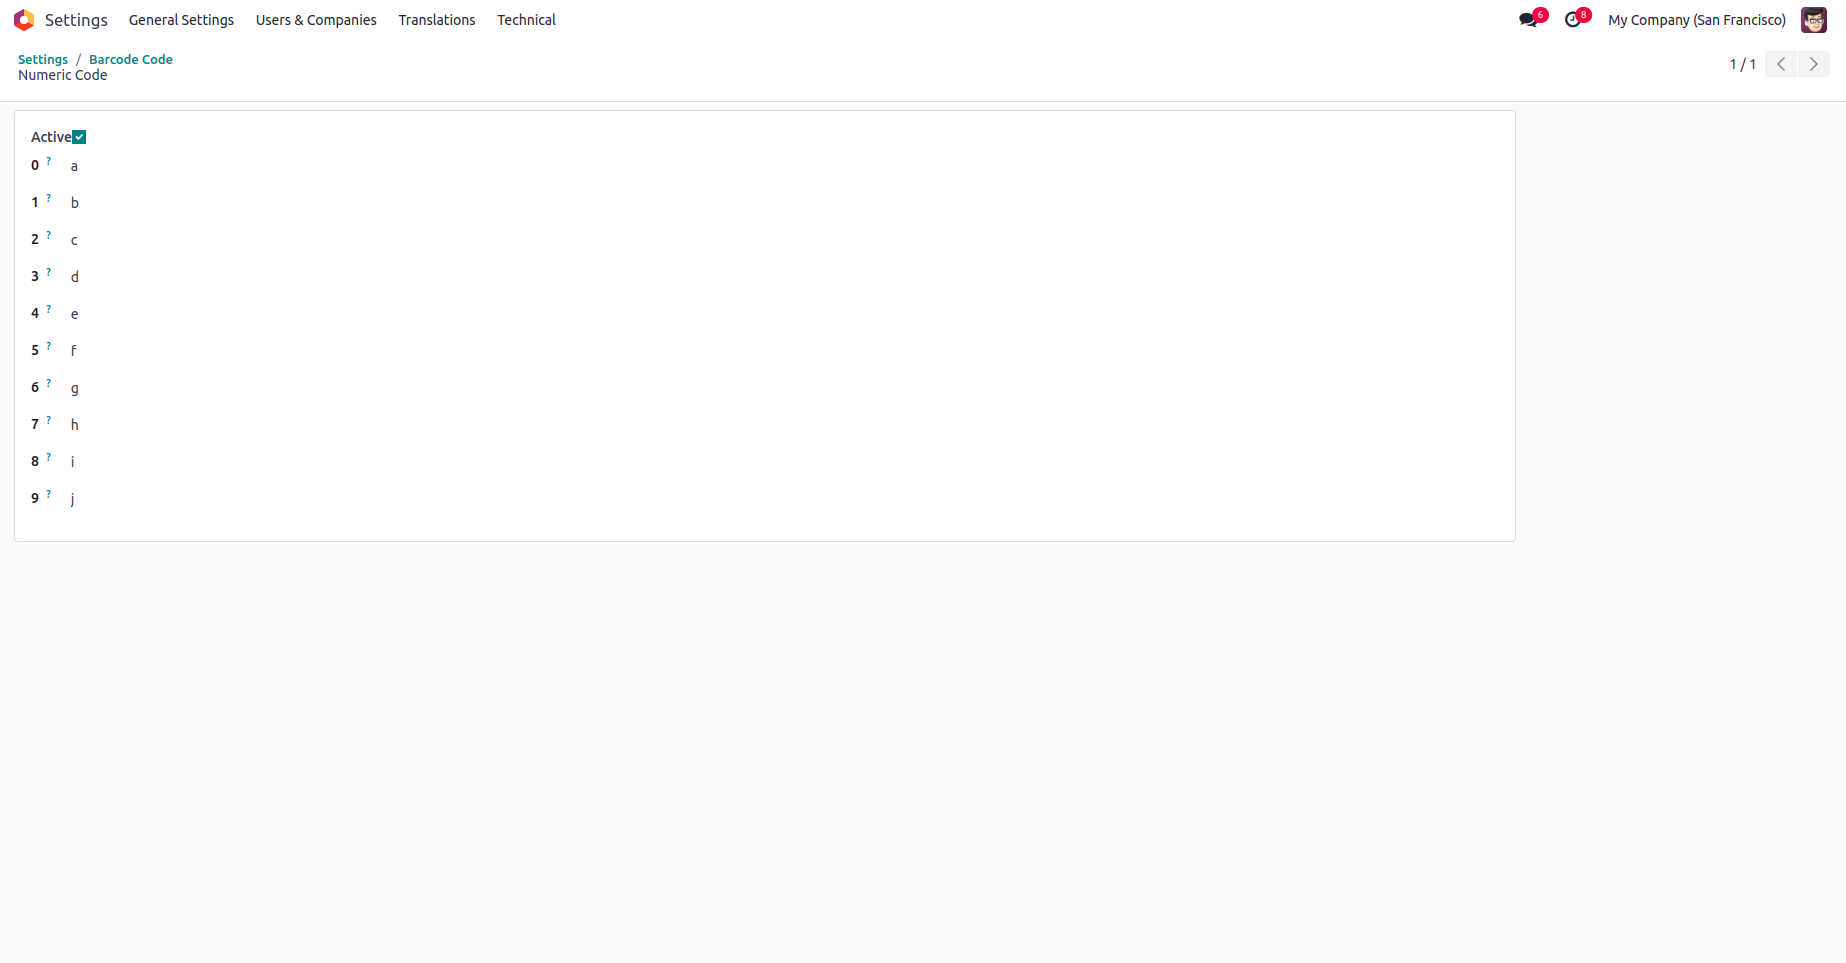 Settings General Settings Users & Companies Translations Technical 6 8 My Company (San Francisco)
Settings / Barcode Code
Numeric Code
1 / 1
Active
0 ? a
1 ? b
2 ? c
3 ? d
4 ? e
5 ? f
6 ? g
7 ? h
8 ? i
9 ? j